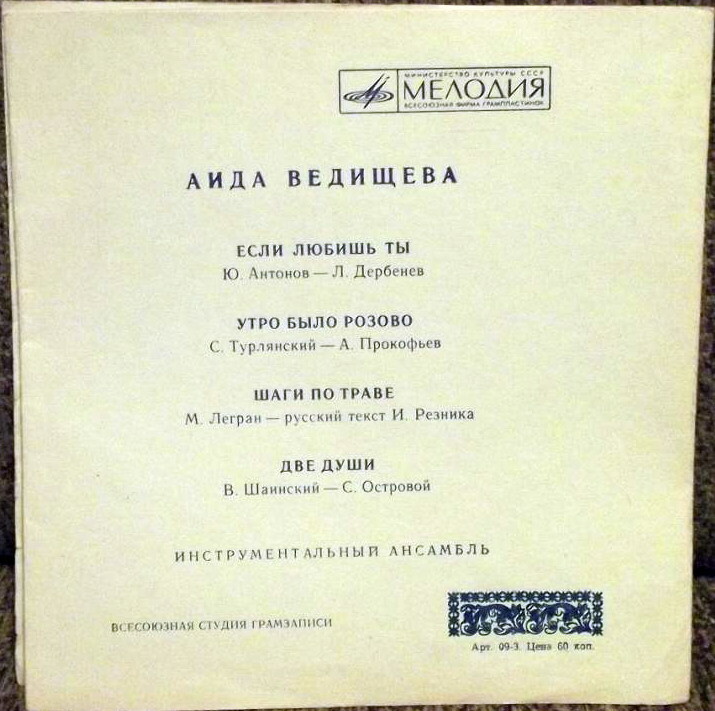 МИНИСТЕРСТВО КУЛЬТУРЫ СССР
МЕЛОДИЯ
ВСЕСОЮЗНАЯ ФИРМА ГРАМПЛАСТИНОК
АИДА ВЕДИЩЕВА
ЕСЛИ ЛЮБИШЬ ТЫ
Ю. Антонов — Л. Дербенев
УТРО БЫЛО РОЗОВО
С. Турлянский — А. Прокофьев
ШАГИ ПО ТРАВЕ
М. Легран — русский текст И. Резника
ДВЕ ДУШИ
В. Шаинский — С. Островой
ИНСТРУМЕНТАЛЬНЫЙ АНСАМБЛЬ
ВСЕСОЮЗНАЯ СТУДИЯ ГРАМЗАПИСИ
Арт. 09-3. Цена 60 коп.